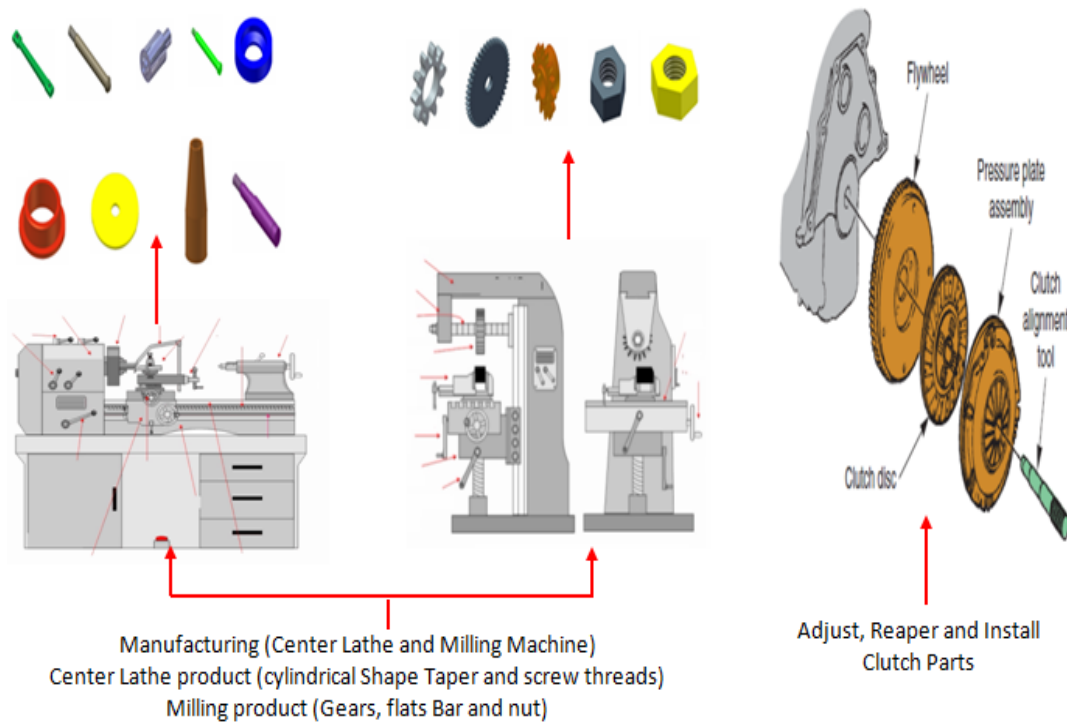 Flywheel
Pressure plate
assembly
Clutch
alignment
tool
Clutch disc
Manufacturing (Center Lathe and Milling Machine)
Center Lathe product (cylindrical Shape Taper and screw threads)
Milling product (Gears, flats Bar and nut)
Adjust, Reaper and Install
Clutch Parts